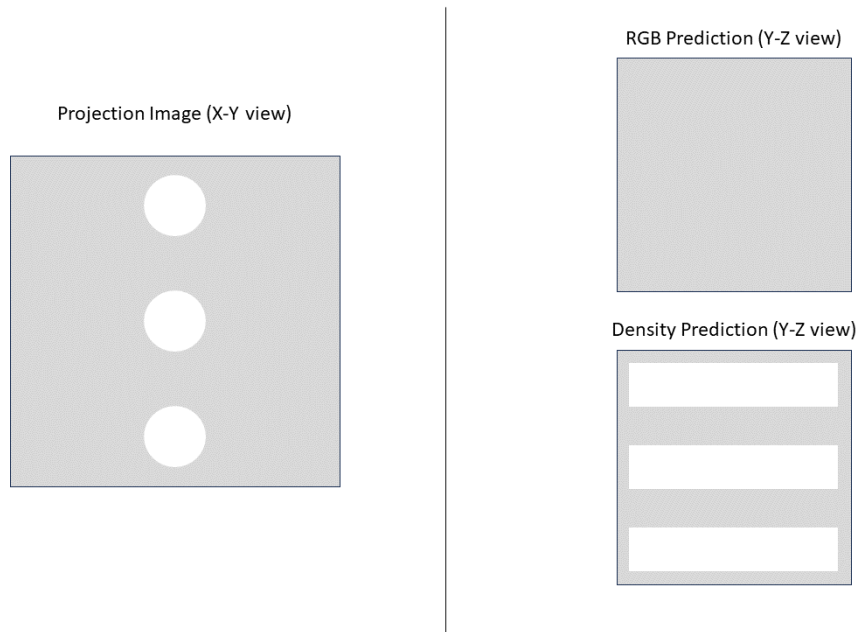 Projection Image (X-Y view)
RGB Prediction (Y-Z view)
Density Prediction (Y-Z view)